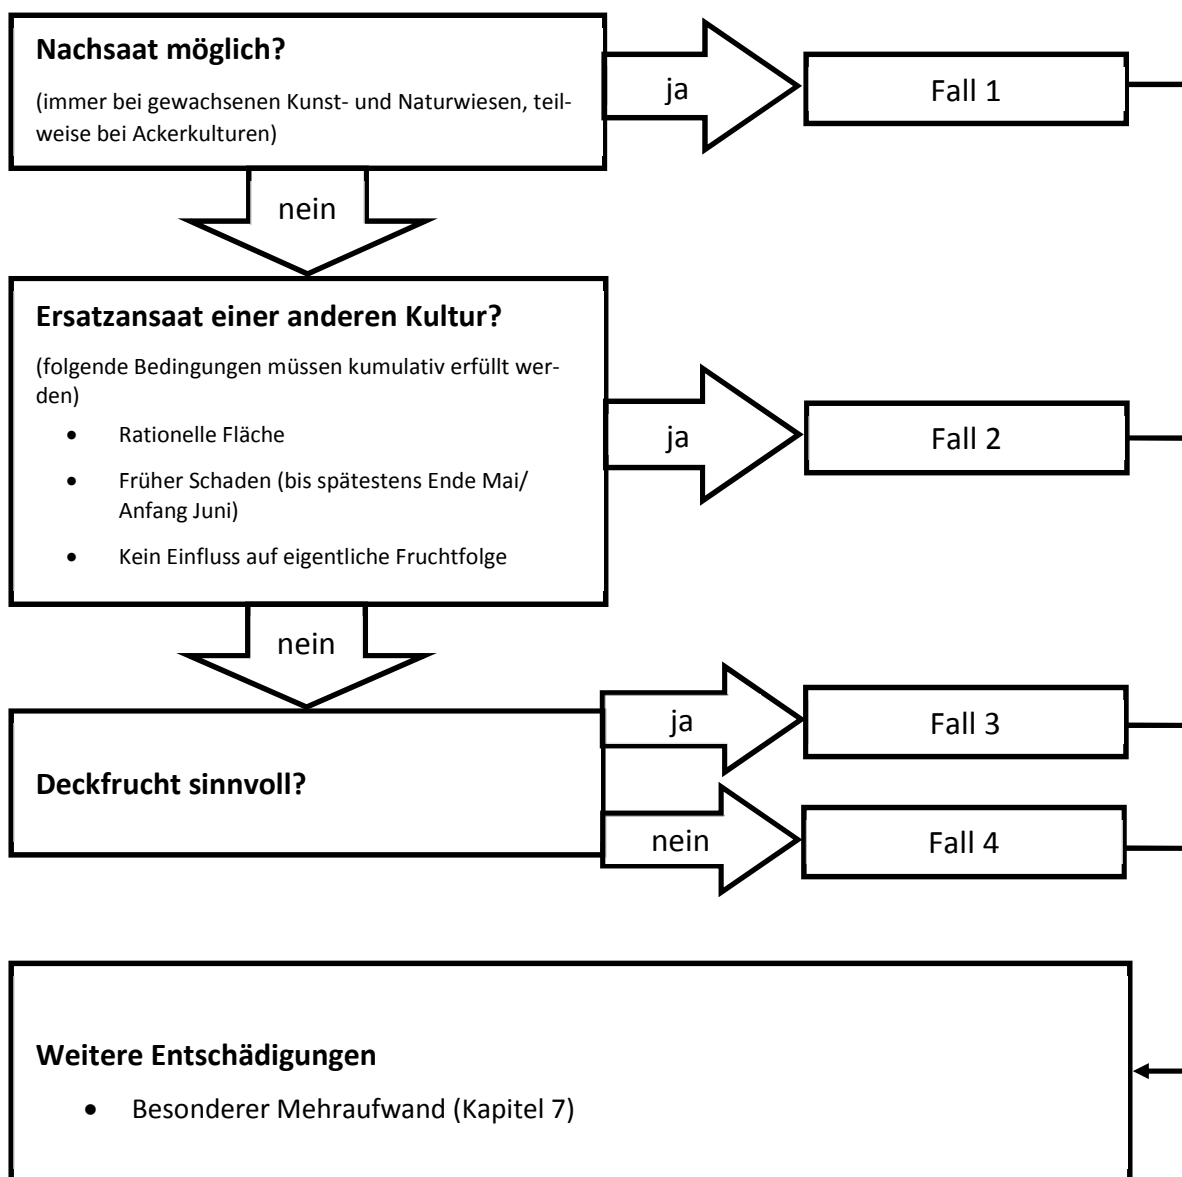 Nachsaat möglich?
(immer bei gewachsenen Kunst- und Naturwiesen, teil-
weise bei Ackerkulturen)
ja
Fall 1
nein
Ersatzansaat einer anderen Kultur?
(folgende Bedingungen müssen kumulativ erfüllt wer-
den)
• Rationelle Fläche
• Früher Schaden (bis spätestens Ende Mai/
Anfang Juni)
• Kein Einfluss auf eigentliche Fruchtfolge
ja
Fall 2
nein
Deckfrucht sinnvoll?
ja
Fall 3
nein
Fall 4
Weitere Entschädigungen
• Besonderer Mehraufwand (Kapitel 7)